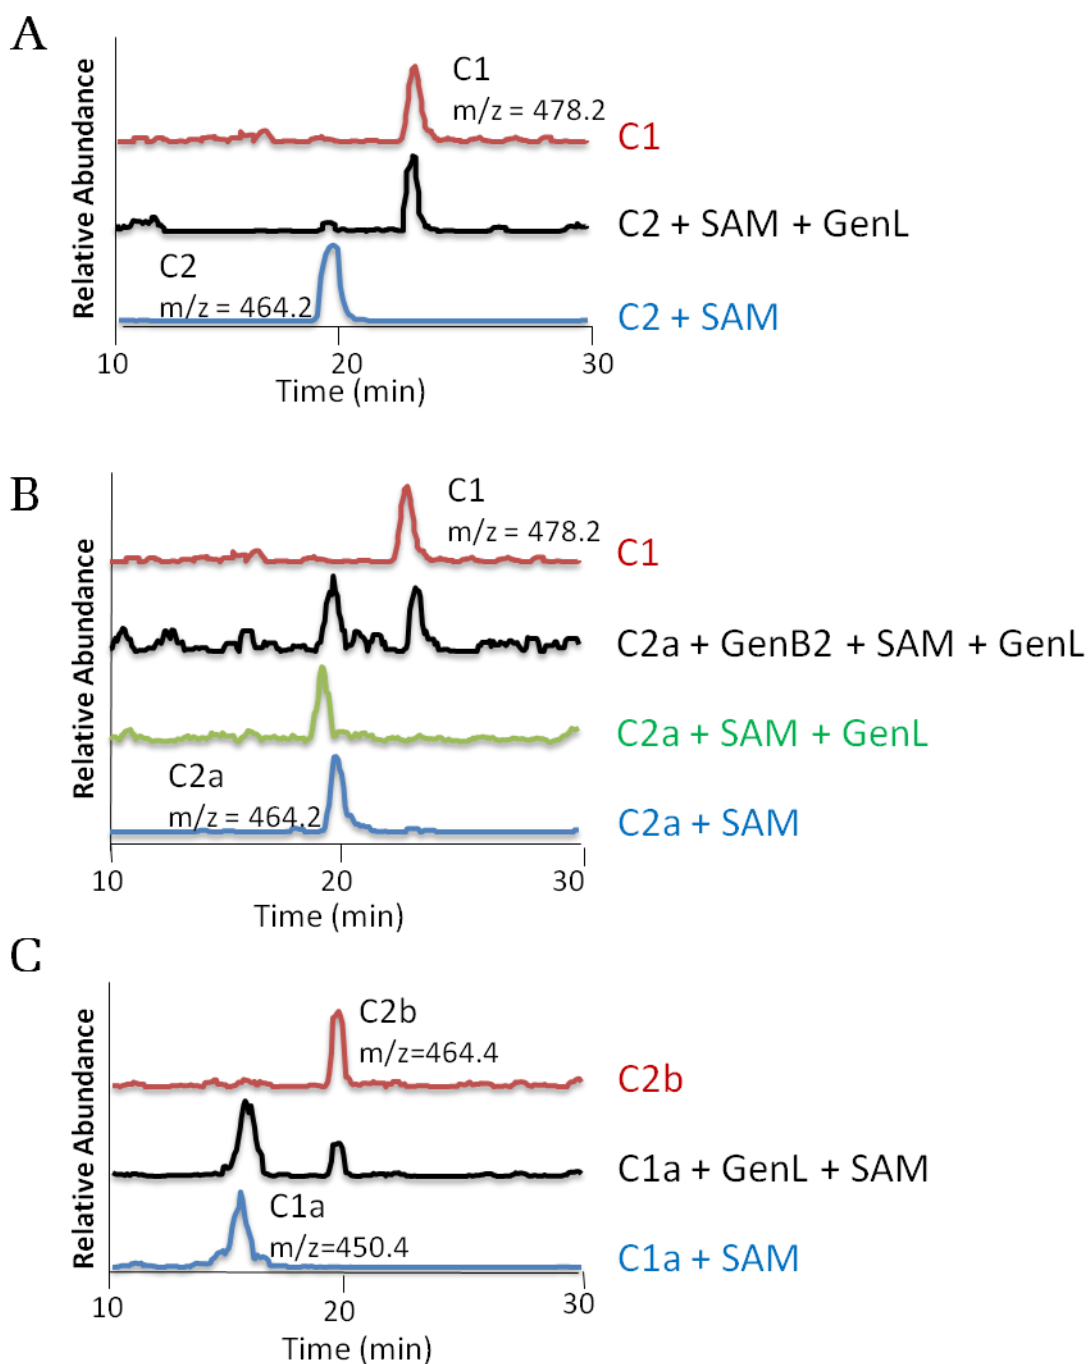 A
Relative Abundance
C1
m/z = 478.2
C1
C2 + SAM + GenL
C2
m/z = 464.2
C2 + SAM
10
20
30
Time (min)
B
Relative Abundance
C1
m/z = 478.2
C1
C2a + GenB2 + SAM + GenL
C2a + SAM + GenL
C2a
m/z = 464.2
C2a + SAM
10
20
30
Time (min)
C
Relative Abundance
C2b
m/z=464.4
C2b
C1a + GenL + SAM
C1a
m/z=450.4
C1a + SAM
10
20
30
Time (min)